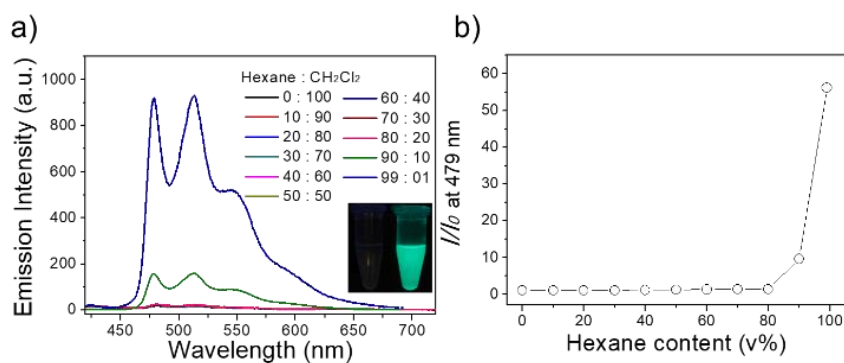 a)
Emission Intensity (a.u.)
1000
800
600
400
200
0
Hexane : CH₂Cl₂
0 : 100
10 : 90
20 : 80
30 : 70
40 : 60
50 : 50
60 : 40
70 : 30
80 : 20
90 : 10
99 : 01
450 500 550 600 650 700
Wavelength (nm)
b)
I/I₀ at 479 nm
60
50
40
30
20
10
0
0 20 40 60 80 100
Hexane content (v%)